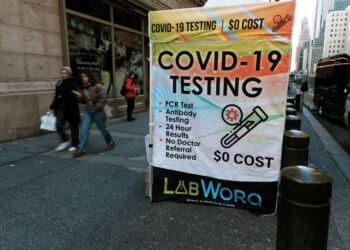 COVID-19 TESTING | $0 COST
COVID-19
TESTING
PCR Test
Antibody
Testing
24 Hour
Results
No Doctor
Referral
Required
$0 COST
LABWORQ